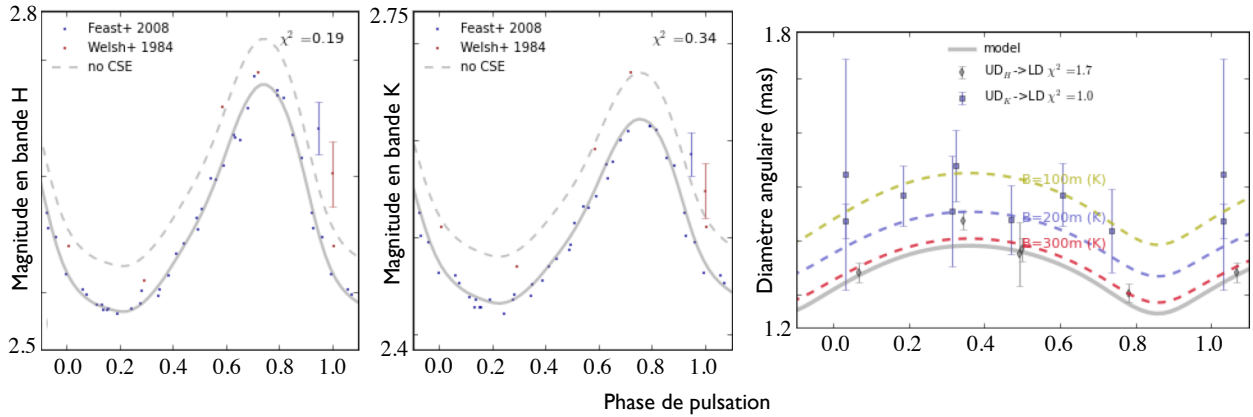 2.8
Feast+ 2008
Welsh+ 1984
no CSE
χ² =0.19
Magnitude en bande H
2.5
0.0 0.2 0.4 0.6 0.8 1.0
2.75
Feast+ 2008
Welsh+ 1984
no CSE
χ² =0.34
Magnitude en bande K
2.4
0.0 0.2 0.4 0.6 0.8 1.0
1.8
model
UD_H->LD χ² =1.7
UD_K->LD χ² =1.0
B=100m (K)
B=200m (K)
B=300m (K)
Diamètre angulaire (mas)
1.2
0.0 0.2 0.4 0.6 0.8 1.0
Phase de pulsation